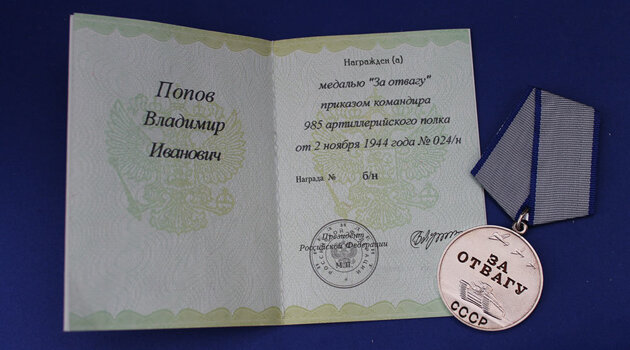 Попов
Владимир
Иванович
Награжден (а)
медалью "За отвагу"
приказом командира
985 артиллерийского полка
от 2 ноября 1944 года № 024/н
Награда № б/н
Президент
Российской Федерации
М.П.
ЗА
ОТВАГУ
СССР